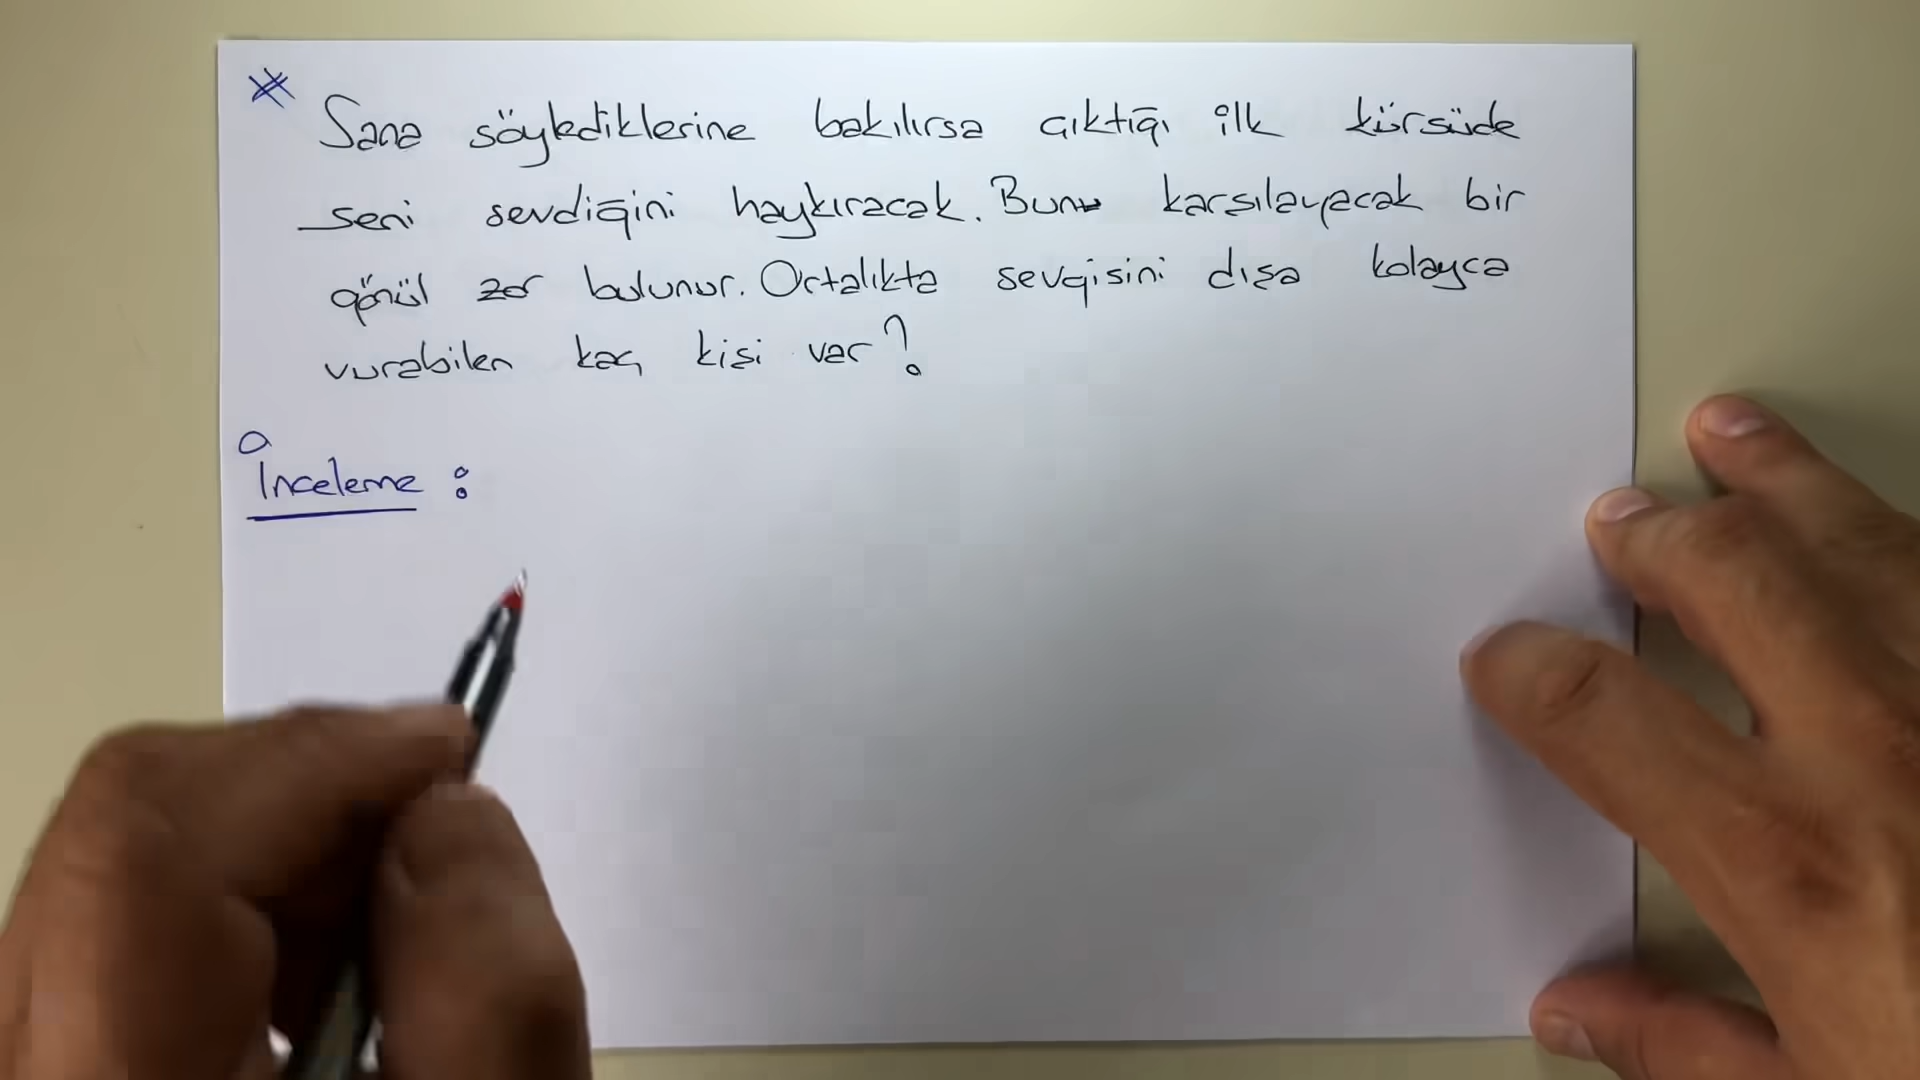 Sana söylediklerine bakılırsa çıktığı ilk kürsüde
seni sevdiğini haykıracak. Bunu karşılayacak bir
gönül zor bulunur. Ortalıkta sevgisini dışa kolayca
vurabilen kaç kişi var?
İnceleme :